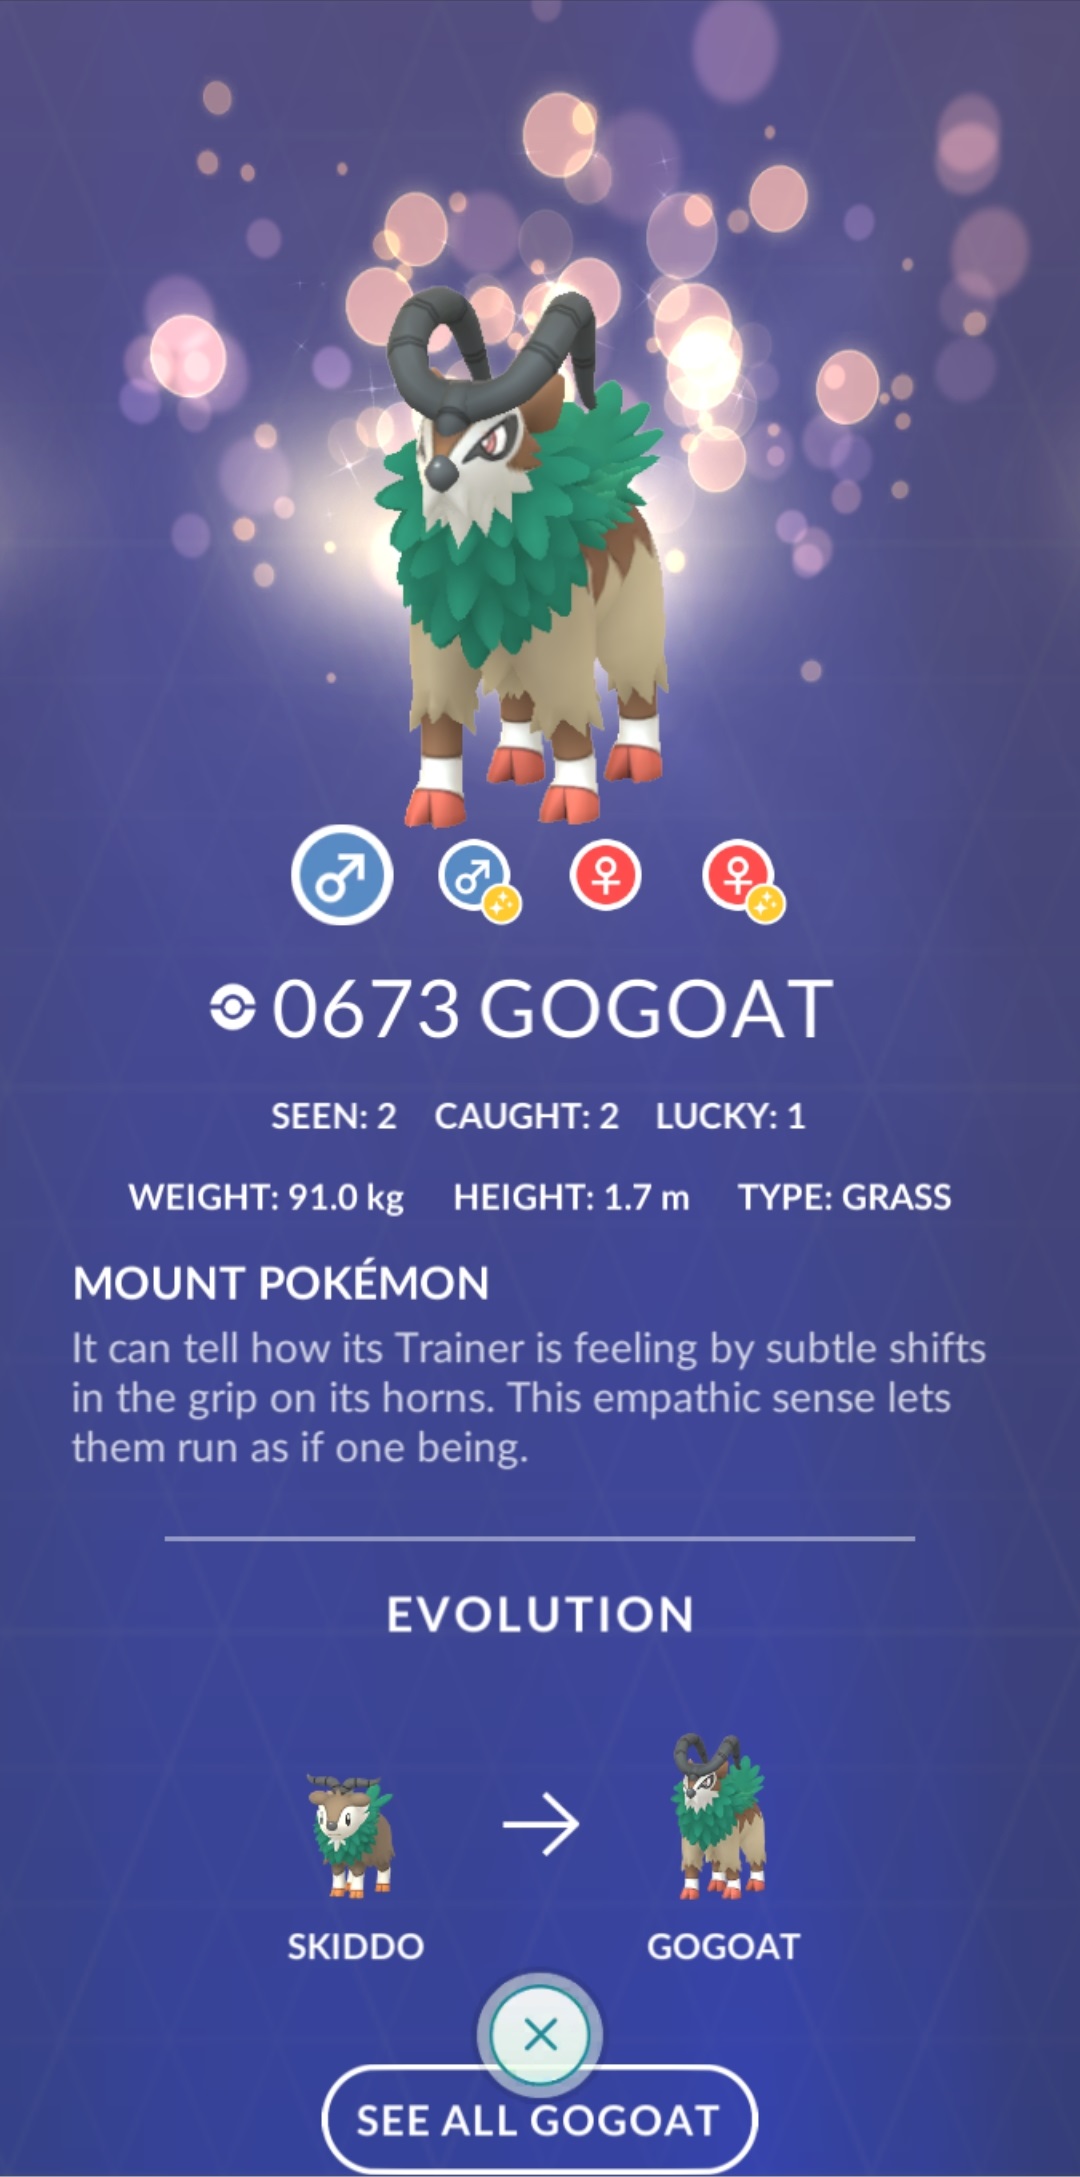 0673 GOGOAT
SEEN: 2 CAUGHT: 2 LUCKY: 1
WEIGHT: 91.0 kg HEIGHT: 1.7 m TYPE: GRASS
MOUNT POKÉMON
It can tell how its Trainer is feeling by subtle shifts
in the grip on its horns. This empathic sense lets
them run as if one being.
EVOLUTION
SKIDDO GOGOAT
SEE ALL GOGOAT